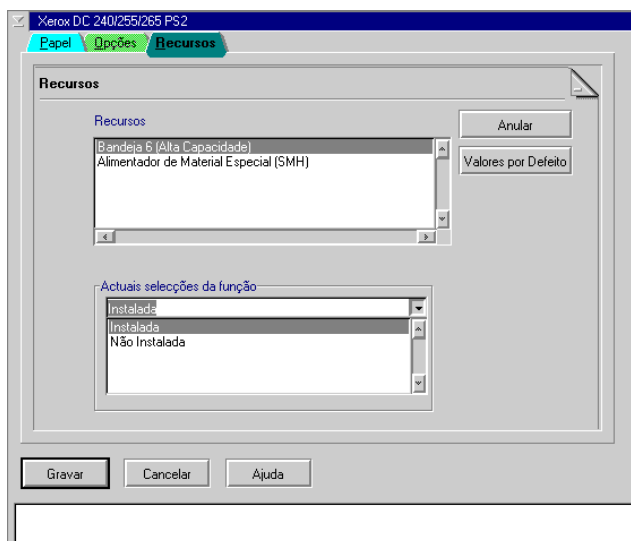 Xerox DC 240/255/265 PS2
Papel Opções Recursos
Recursos
Recursos
Anular
Bandeja 6 (Alta Capacidade)
Alimentador de Material Especial (SMH)
Valores por Defeito
Actuais selecções da função
Instalada
Instalada
Não Instalada
Gravar Cancelar Ajuda